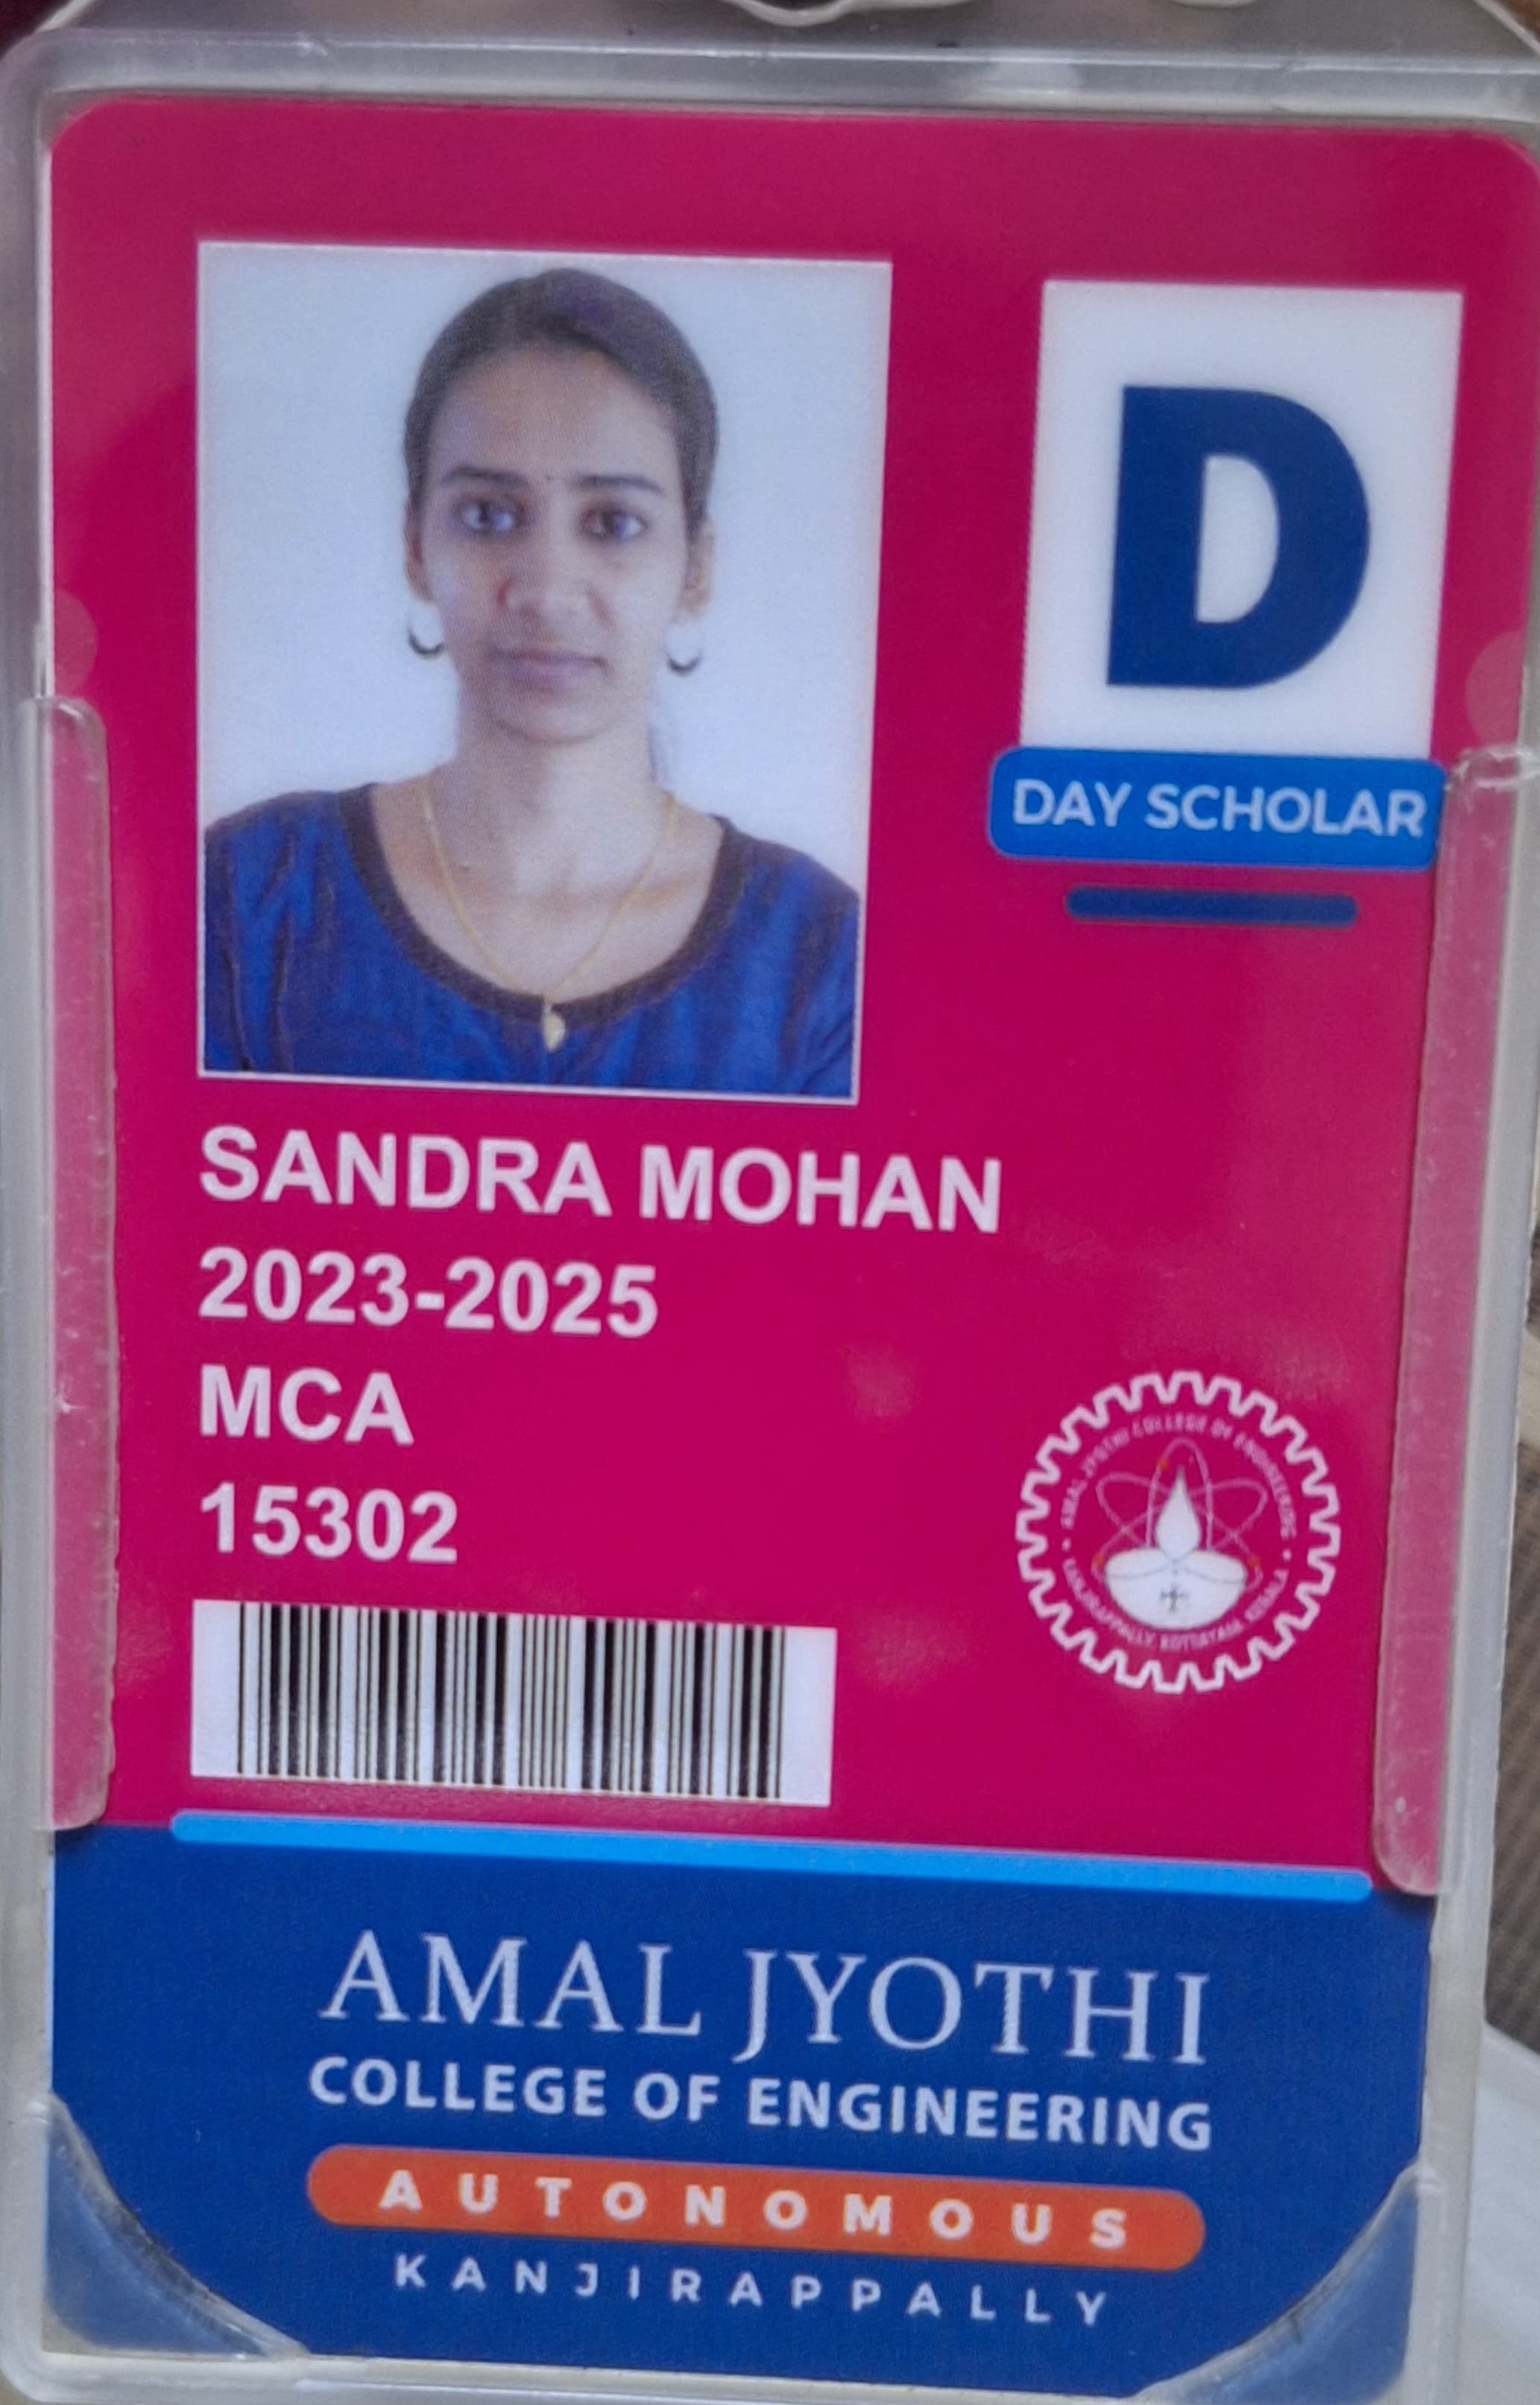 D
DAY SCHOLAR
SANDRA MOHAN
2023-2025
MCA
15302
AMAL JYOTHI COLLEGE OF ENGINEERING
KANJIRAPPALLY, KOTTAYAM, KERALA
AMAL JYOTHI
COLLEGE OF ENGINEERING
AUTONOMOUS
KANJIRAPPALLY